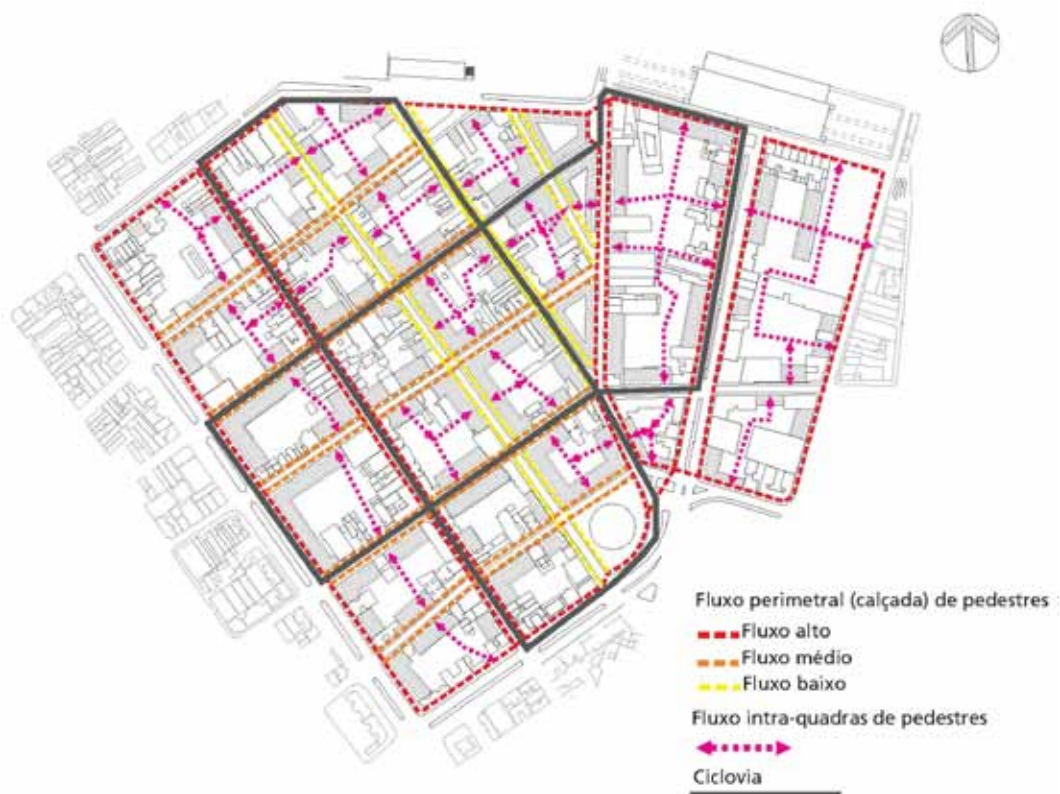 Fluxo perimetral (calçada) de pedestres :
Fluxo alto
Fluxo médio
Fluxo baixo
Fluxo intra-quadras de pedestres
Ciclovia